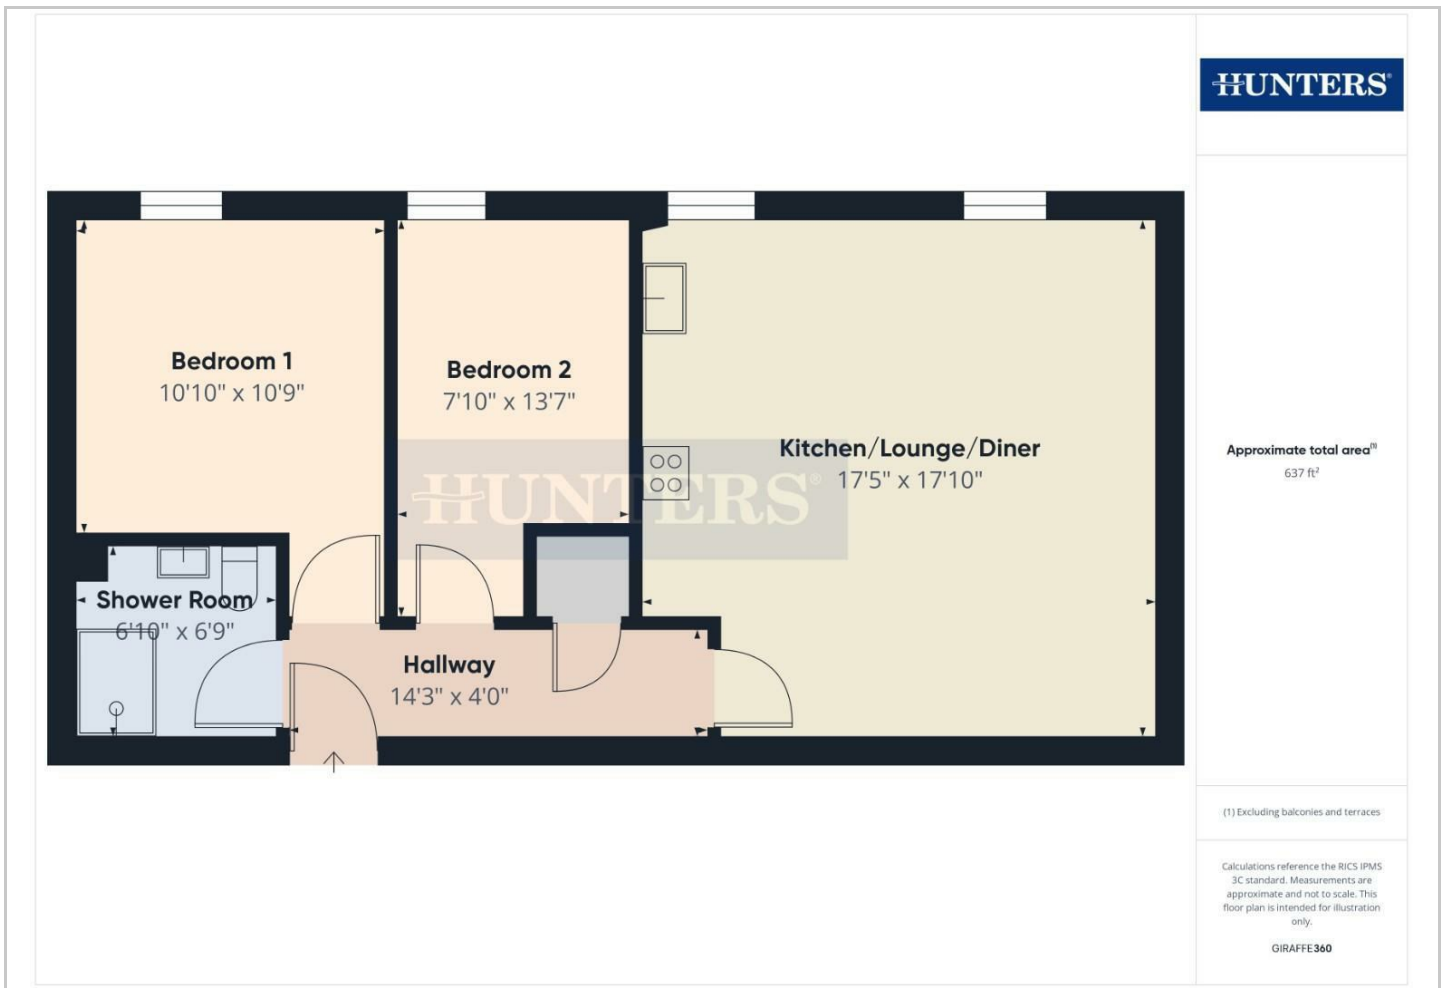 HUNTERS®
Bedroom 1
10'10" x 10'9"
Bedroom 2
7'10" x 13'7"
Kitchen/Lounge/Diner
17'5" x 17'10"
HUNTERS®
Shower Room
6'10" x 6'9"
Hallway
14'3" x 4'0"
Approximate total area⁽¹⁾
637 ft²
(1) Excluding balconies and terraces
Calculations reference the RICS IPMS
3C standard. Measurements are
approximate and not to scale. This
floor plan is intended for illustration
only.
GIRAFFE360